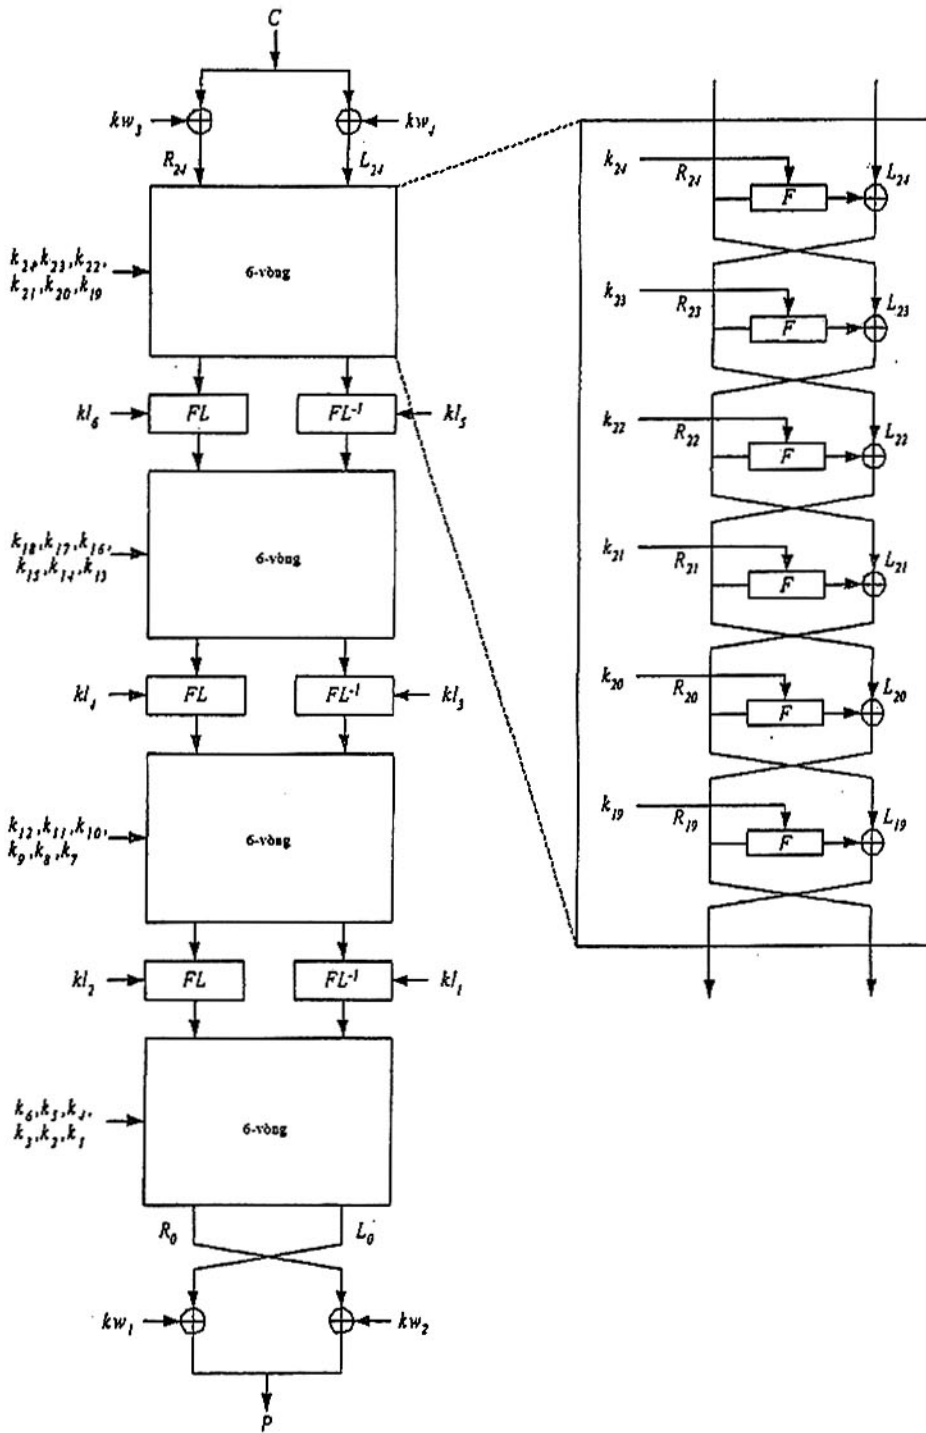 C
kw₃
kw₄
R₂₄
L₂₄
k₂₄,k₂₃,k₂₂,
k₂₁,k₂₀,k₁₉
6-vòng
kl₆
FL
FL⁻¹
kl₅
k₁₈,k₁₇,k₁₆,
k₁₅,k₁₄,k₁₃
6-vòng
kl₄
FL
FL⁻¹
kl₃
k₁₂,k₁₁,k₁₀,
k₉,k₈,k₇
6-vòng
kl₂
FL
FL⁻¹
kl₁
k₆,k₅,k₄,
k₃,k₂,k₁
6-vòng
R₀
L₀
kw₁
kw₂
P
k₂₄
R₂₄
F
L₂₄
k₂₃
R₂₃
F
L₂₃
k₂₂
R₂₂
F
L₂₂
k₂₁
R₂₁
F
L₂₁
k₂₀
R₂₀
F
L₂₀
k₁₉
R₁₉
F
L₁₉